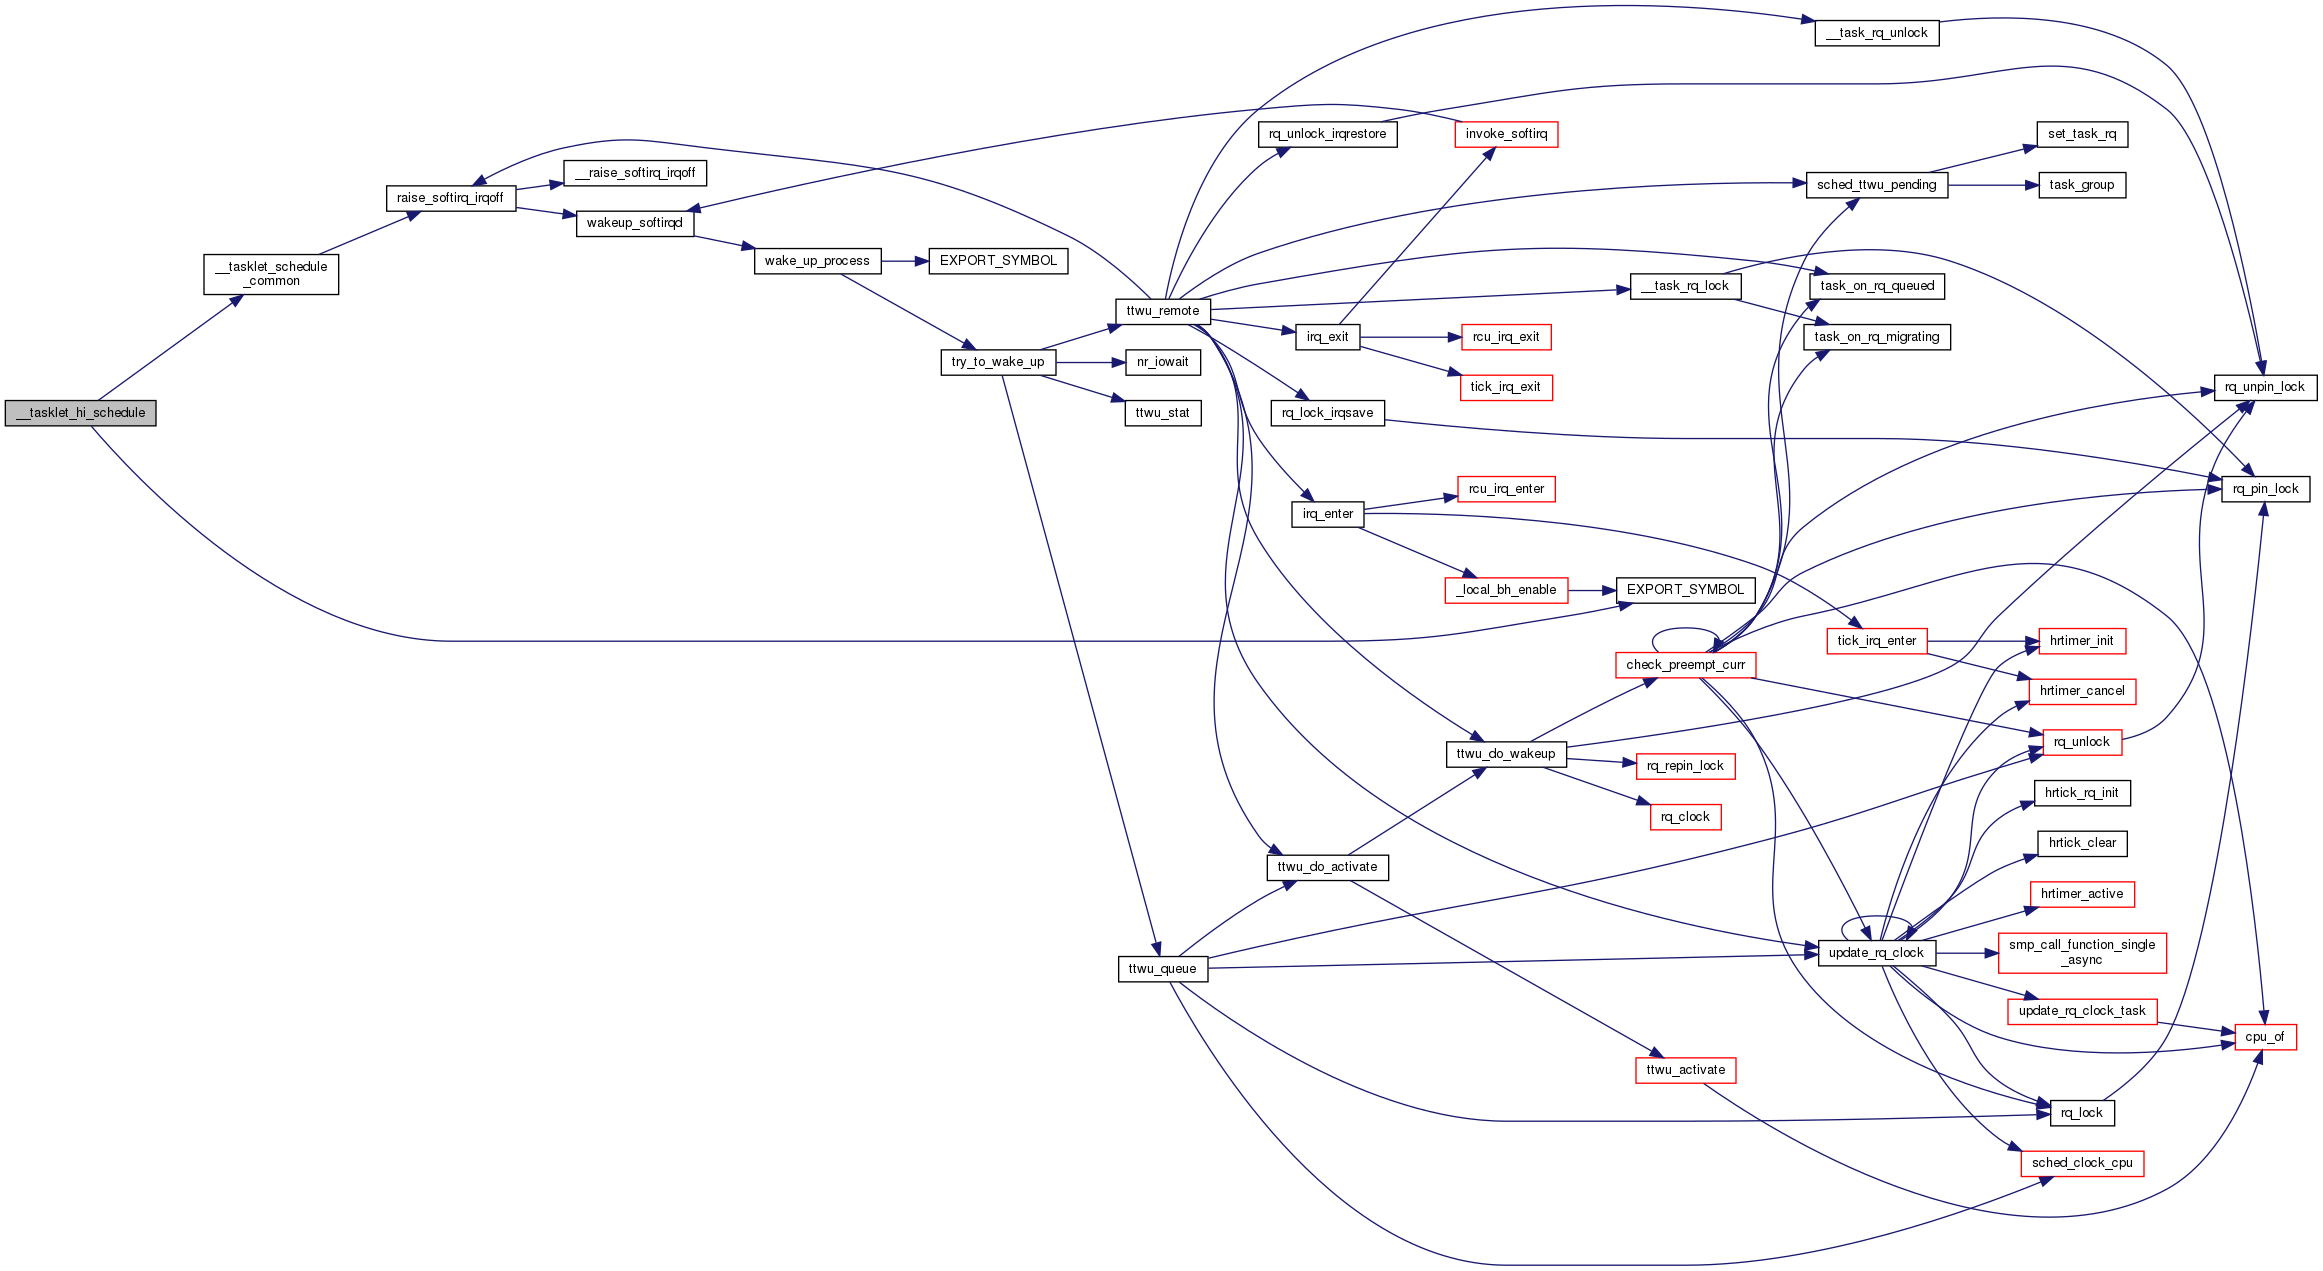 __task_rq_unlock
rq_unlock_irqrestore
invoke_softirq
set_task_rq
__raise_softirq_irqoff
raise_softirq_irqoff
sched_ttwu_pending
task_group
wakeup_softirqd
wake_up_process
EXPORT_SYMBOL
__tasklet_schedule
_common
__task_rq_lock
task_on_rq_queued
ttwu_remote
irq_exit
rcu_irq_exit
task_on_rq_migrating
try_to_wake_up
nr_iowait
tick_irq_exit
rq_unpin_lock
__tasklet_hi_schedule
ttwu_stat
rq_lock_irqsave
rcu_irq_enter
rq_pin_lock
irq_enter
_local_bh_enable
EXPORT_SYMBOL
tick_irq_enter
hrtimer_init
check_preempt_curr
hrtimer_cancel
rq_unlock
ttwu_do_wakeup
rq_repin_lock
hrtick_rq_init
rq_clock
hrtick_clear
ttwu_do_activate
hrtimer_active
smp_call_function_single
_async
update_rq_clock
ttwu_queue
update_rq_clock_task
cpu_of
ttwu_activate
rq_lock
sched_clock_cpu